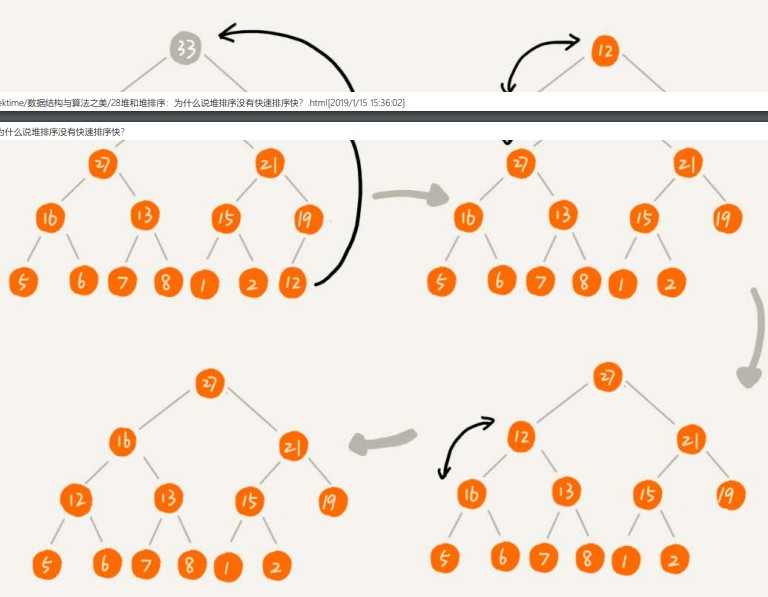 33
12
ektime/数据结构与算法之美/28堆和堆排序：为什么说堆排序没有快速排序快？.html[2019/1/15 15:36:02]
为什么说堆排序没有快速排序快？
27 21 27 21
16 13 15 19 16 13 15 19
5 6 7 8 1 2 12 5 6 7 8 1 2
27 27
16 21 12 21
12 13 15 19 16 13 15 19
5 6 7 8 1 2 5 6 7 8 1 2